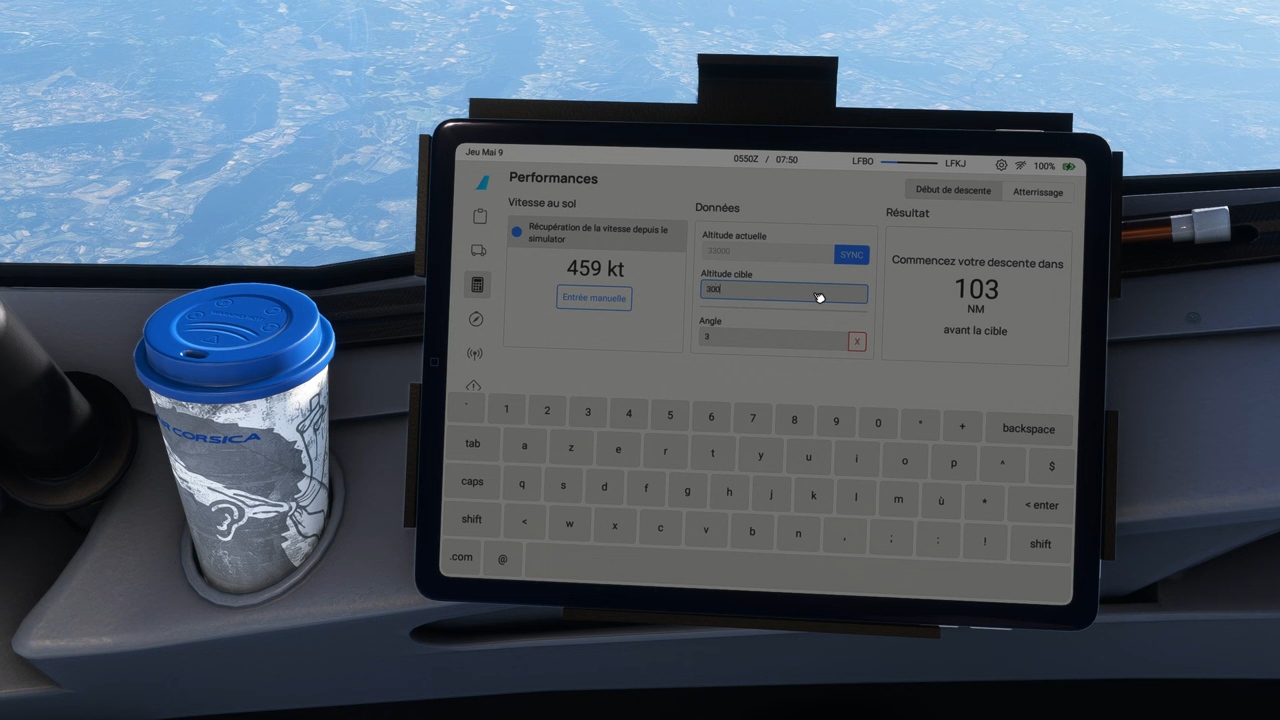 Jeu Mai 9
0550Z / 07:50
LFBO
LFKJ
100%
Performances
Début de descente
Atterrissage
Vitesse au sol
Récupération de la vitesse depuis le
simulator
459 kt
Entrée manuelle
Données
Altitude actuelle
33000
SYNC
Altitude cible
300
Angle
3
X
Résultat
Commencez votre descente dans
103
NM
avant la cible
` 1 2 3 4 5 6 7 8 9 0 ° + backspace
tab a z e r t y u i o p ^ $
caps q s d f g h j k l m ù * < enter
shift < w x c v b n , ; : ! shift
.com @
CORSICA